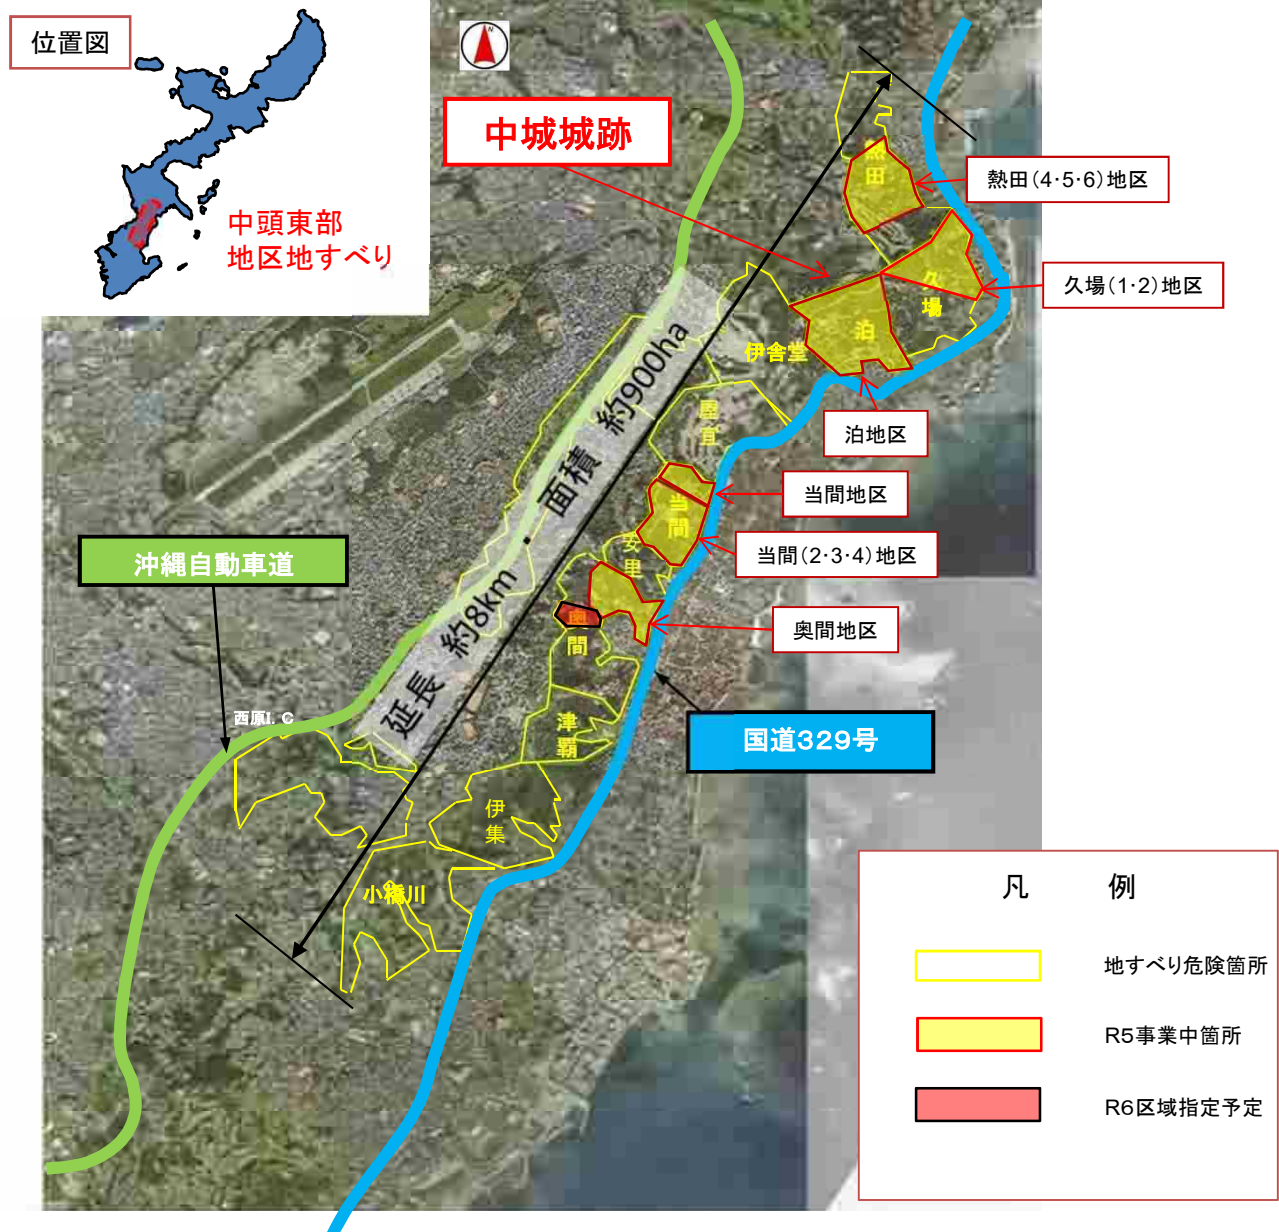 位置図
中頭東部
地区地すべり
N
中城城跡
熱田
熱田(4・5・6)地区
久場(1・2)地区
久場
泊
伊舎堂
泊地区
屋宜
当間地区
当間
当間(2・3・4)地区
安里
奥間地区
奥間
延長 約8km ・ 面積 約900ha
沖縄自動車道
西原I.C
津覇
国道329号
伊集
小橋川
凡 例
地すべり危険箇所
R5事業中箇所
R6区域指定予定